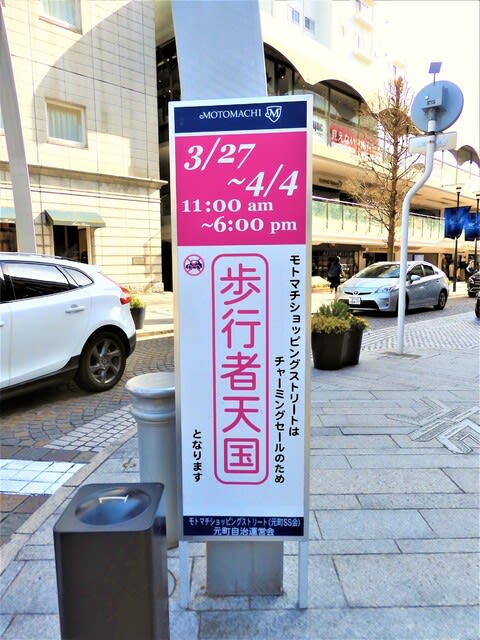 MOTOMACHI M
3/27
~4/4
11:00 am
~6:00 pm
モトマチショッピングストリートは
チャーミングセールのため
歩行者天国
となります
モトマチショッピングストリート(元町SS会)
元町自治運営会